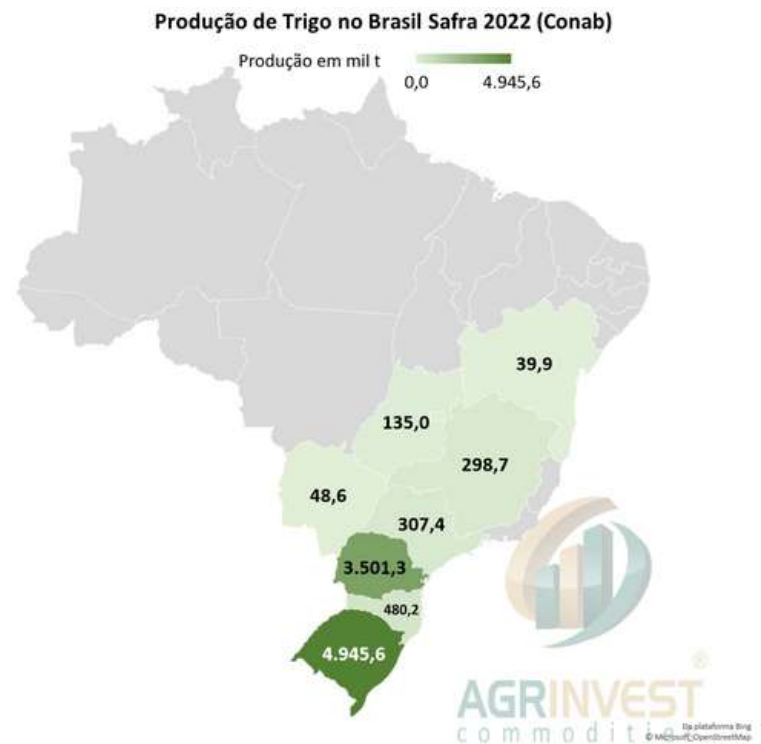 Produção de Trigo no Brasil Safra 2022 (Conab)
Produção em mil t
0,0 4.945,6
39,9
135,0
298,7
48,6
307,4
3.501,3
480,2
4.945,6
AGRINVEST®
commodities
Da plataforma Bing
© Microsoft, OpenStreetMap